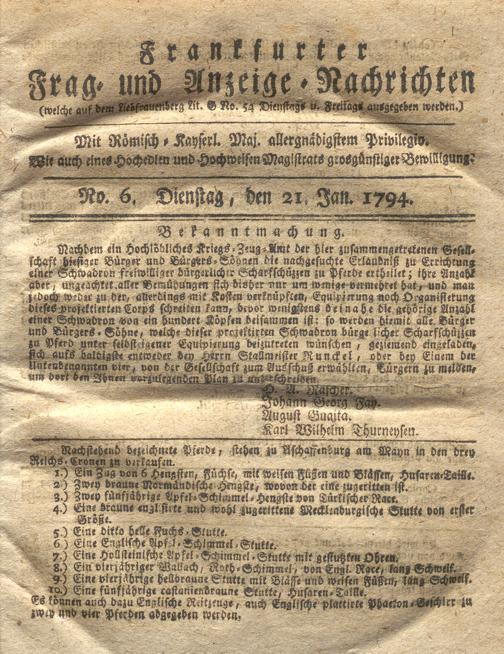 Frankfurter
Frag- und Anzeige-Nachrichten
(welche auf dem Liebfrauenberg Lit. G No. 54 Dienstags u. Freitags ausgegeben werden.)
Mit Römisch-Kayserl. Maj. allergnädigstem Privilegio.
Wie auch eines Hochedlen und Hochweisen Magistrats grosgünstiger Bewilligung.
No. 6. Dienstag, den 21. Jan. 1794.
Bekanntmachung.
Nachdem ein Hochlöbliches Kriegs-Zeug-Amt der hier zusammengetretenen Gesell-
schaft hiesiger Bürger und Bürgers-Söhnen die nachgesuchte Erlaubniß zu Errichtung
einer Schwadron freywilliger bürgerlicher Scharfschützen zu Pferde ertheilet; ihre Anzahl
aber, ungeachtet aller Bemühungen sich bisher nur um wenige vermehret hat, und man
jedoch weder zu der, allerdings mit Kosten verknüpften, Equipierung noch Organisierung
dieses projektierten Corps schreiten kann, bevor wenigstens beinahe die gehörige Anzahl
einer Schwadron von ein hundert Köpfen beisammen ist: so werden hiemit alle Bürger
und Bürgers-Söhne, welche dieser projektirten Schwadron bürgerlicher Scharfschützen
zu Pferd unter selbsteigener Equipierung beizutreten wünschen, geziemend eingeladen,
sich aufs baldigste entweder bey Herrn Stallmeister Runckel, oder bey Einem der
Untenbenannten vier, von der Gesellschaft zum Ausschuß erwählten, Bürgern zu melden,
um dort den Ihnen vorzulegenden Plan zu unterschreiben.
D. A. Rascher.
Johann Georg Fay.
August Guaita.
Karl Wilhelm Thurneysen.
Nachstehend bezeichnete Pferde, stehen zu Aschaffenburg am Mayn in den drey
Reichs-Cronen zu verkaufen.
1.) Ein Zug von 6 Hengsten, Füchse, mit weisen Füßen und Blässen, Husaren-Taille.
2.) Zwey braune Normändische Hengste, wovon der eine zugeritten ist.
3.) Zwey fünfjährige Apfel-Schimmel-Hengste von Türkischer Race.
4.) Eine braune englisirte und wohl zugerittene Mecklenburgische Stutte von erster
Größe.
5.) Eine ditto helle Fuchs-Stutte.
6.) Eine Englische Apfel-Schimmel-Stutte.
7.) Eine Hollsteinische Apfel-Schimmel-Stutte mit gestutzten Ohren.
8.) Ein vierjähriger Wallach, Roth-Schimmel, von Engl. Race, lang Schweif.
9.) Eine vierjährige hellbraune Stutte mit Blässe und weisen Füßen, lang Schweif.
10.) Eine fünfjährige castanienbraune Stutte, Husaren-Taille.
Es können auch dazu Englische Reitzeuge, auch Englische plattirte Phaeton-Geschirr zu
zwey und vier Pferden abgegeben werden.